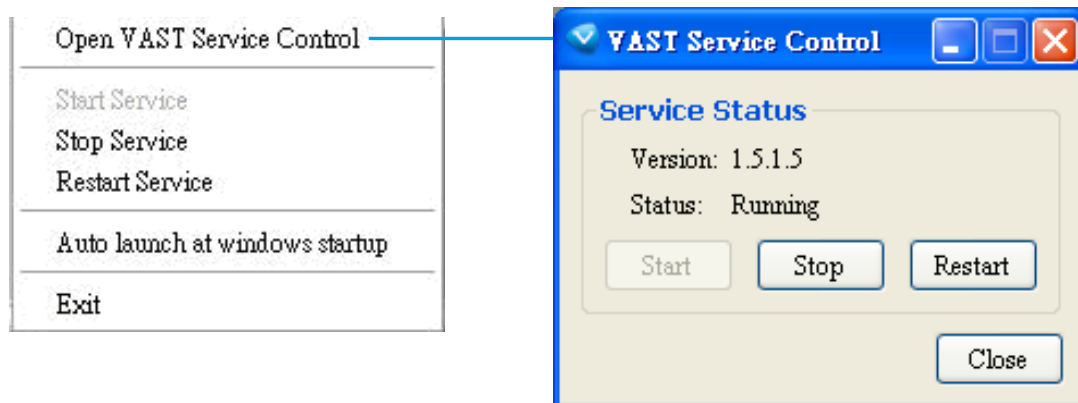 Open VAST Service Control
Start Service
Stop Service
Restart Service
Auto launch at windows startup
Exit
VAST Service Control
Service Status
Version: 1.5.1.5
Status: Running
Start Stop Restart
Close